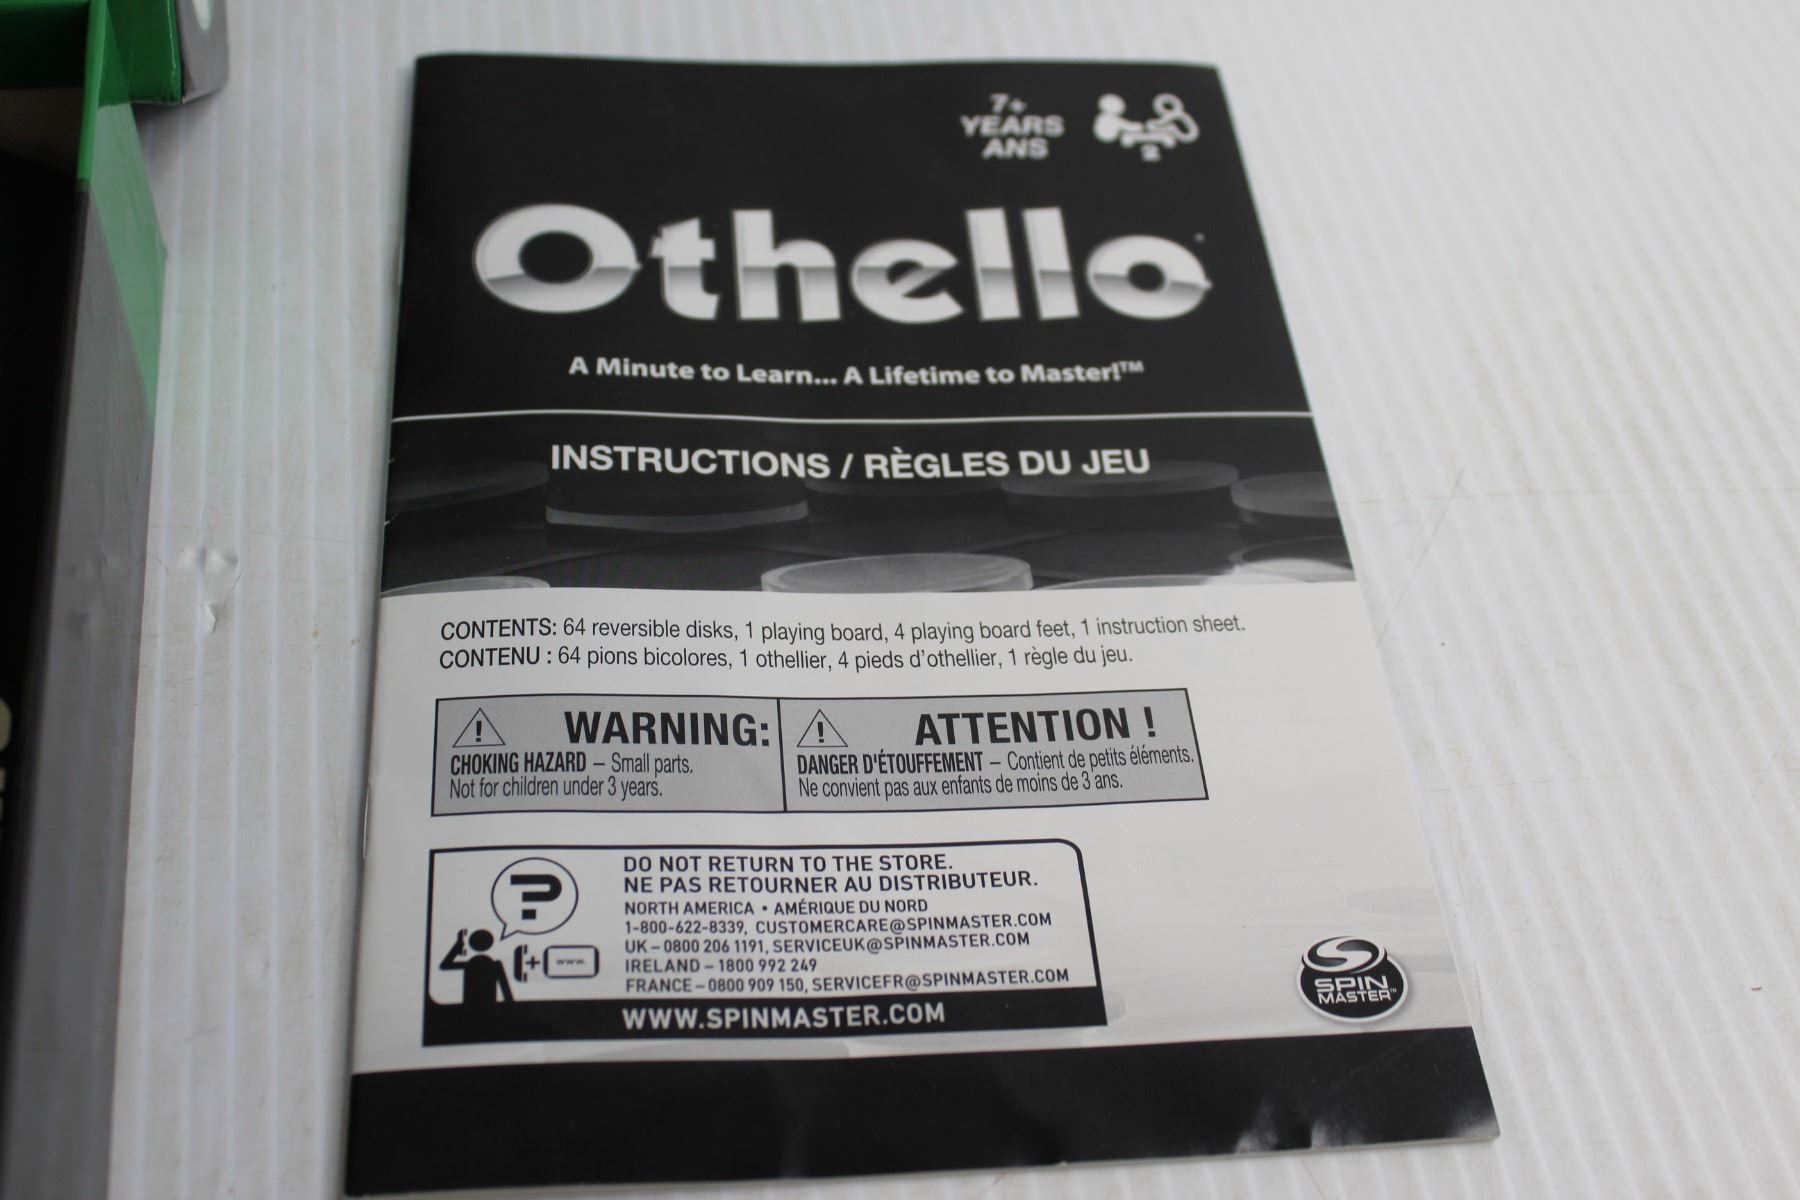 7+
YEARS
ANS
2
Othello
A Minute to Learn... A Lifetime to Master!™
INSTRUCTIONS / RÈGLES DU JEU
CONTENTS: 64 reversible disks, 1 playing board, 4 playing board feet, 1 instruction sheet.
CONTENU : 64 pions bicolores, 1 othellier, 4 pieds d'othellier, 1 règle du jeu.
! WARNING:
CHOKING HAZARD – Small parts.
Not for children under 3 years.
! ATTENTION !
DANGER D'ÉTOUFFEMENT – Contient de petits éléments.
Ne convient pas aux enfants de moins de 3 ans.
?
+ www.
DO NOT RETURN TO THE STORE.
NE PAS RETOURNER AU DISTRIBUTEUR.
NORTH AMERICA • AMÉRIQUE DU NORD
1-800-622-8339, CUSTOMERCARE@SPINMASTER.COM
UK – 0800 206 1191, SERVICEUK@SPINMASTER.COM
IRELAND – 1800 992 249
FRANCE – 0800 909 150, SERVICEFR@SPINMASTER.COM
WWW.SPINMASTER.COM
SPIN
MASTER™